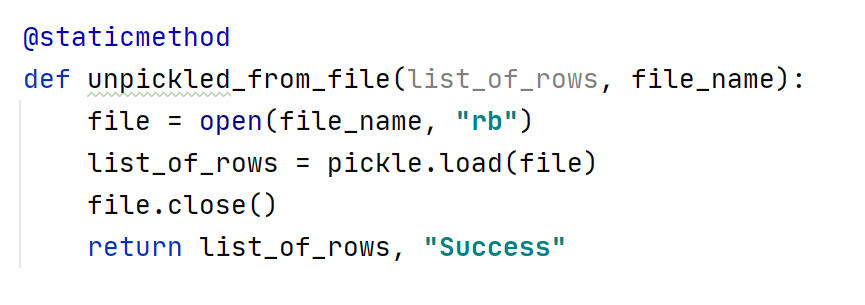 @staticmethod
def unpickled_from_file(list_of_rows, file_name):
    file = open(file_name, "rb")
    list_of_rows = pickle.load(file)
    file.close()
    return list_of_rows, "Success"